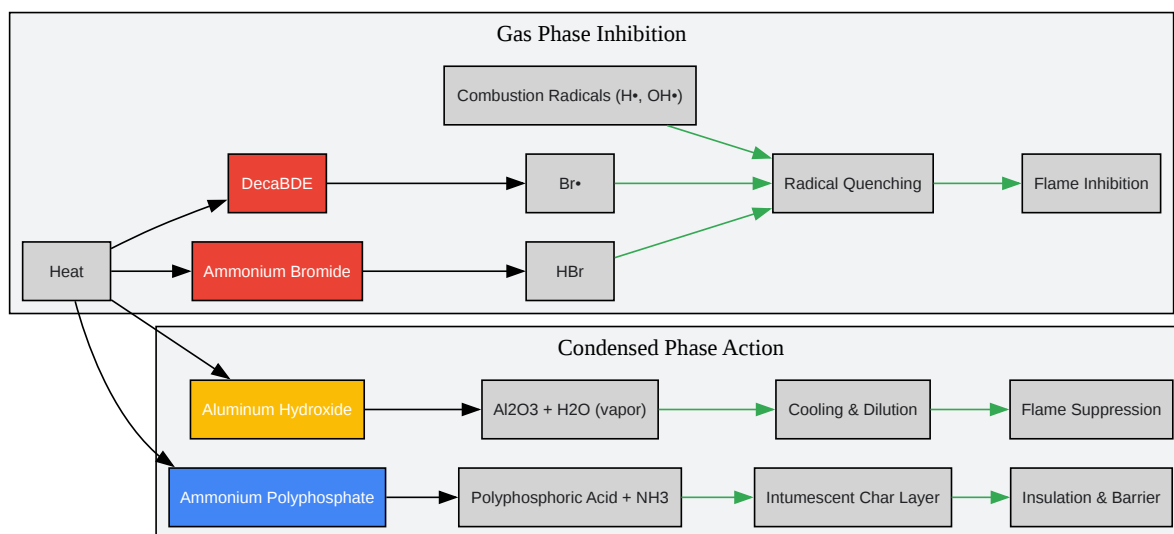 Gas Phase Inhibition
Combustion Radicals (H•, OH•)
DecaBDE
Br•
Radical Quenching
Flame Inhibition
Heat
Ammonium Bromide
HBr
Condensed Phase Action
Aluminum Hydroxide
Al2O3 + H2O (vapor)
Cooling & Dilution
Flame Suppression
Ammonium Polyphosphate
Polyphosphoric Acid + NH3
Intumescent Char Layer
Insulation & Barrier